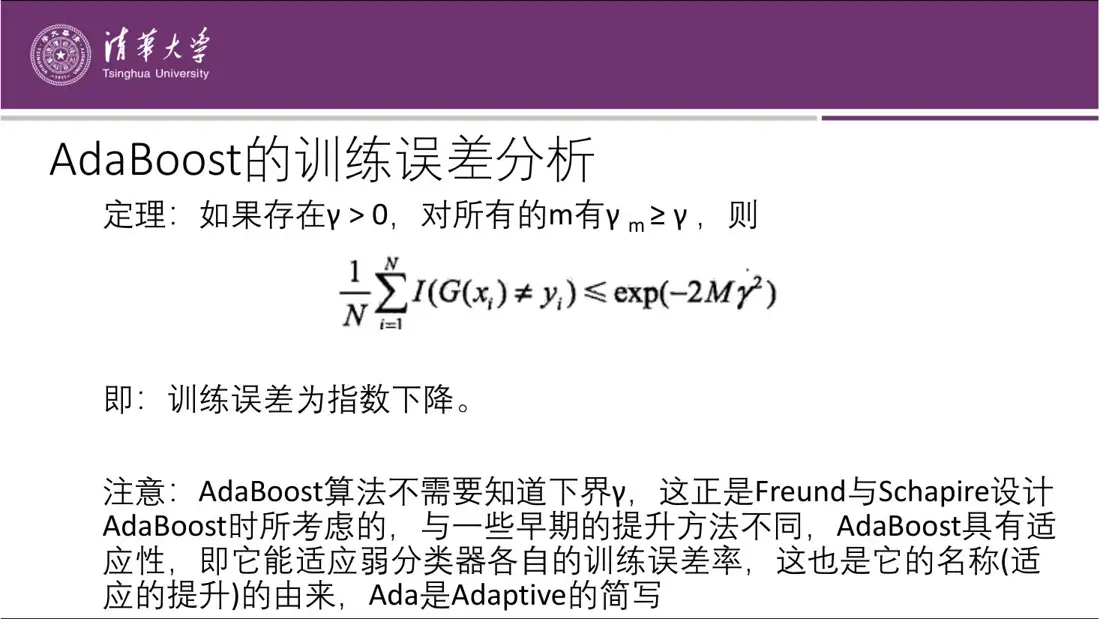 清华大学
Tsinghua University
AdaBoost的训练误差分析
定理：如果存在γ > 0，对所有的m有γ m ≥ γ ，则
1/N ∑_{i=1}^{N} I(G(x_i) ≠ y_i) ≤ exp(−2Mγ²)
即：训练误差为指数下降。
注意：AdaBoost算法不需要知道下界γ，这正是Freund与Schapire设计
AdaBoost时所考虑的，与一些早期的提升方法不同，AdaBoost具有适
应性，即它能适应弱分类器各自的训练误差率，这也是它的名称(适
应的提升)的由来，Ada是Adaptive的简写